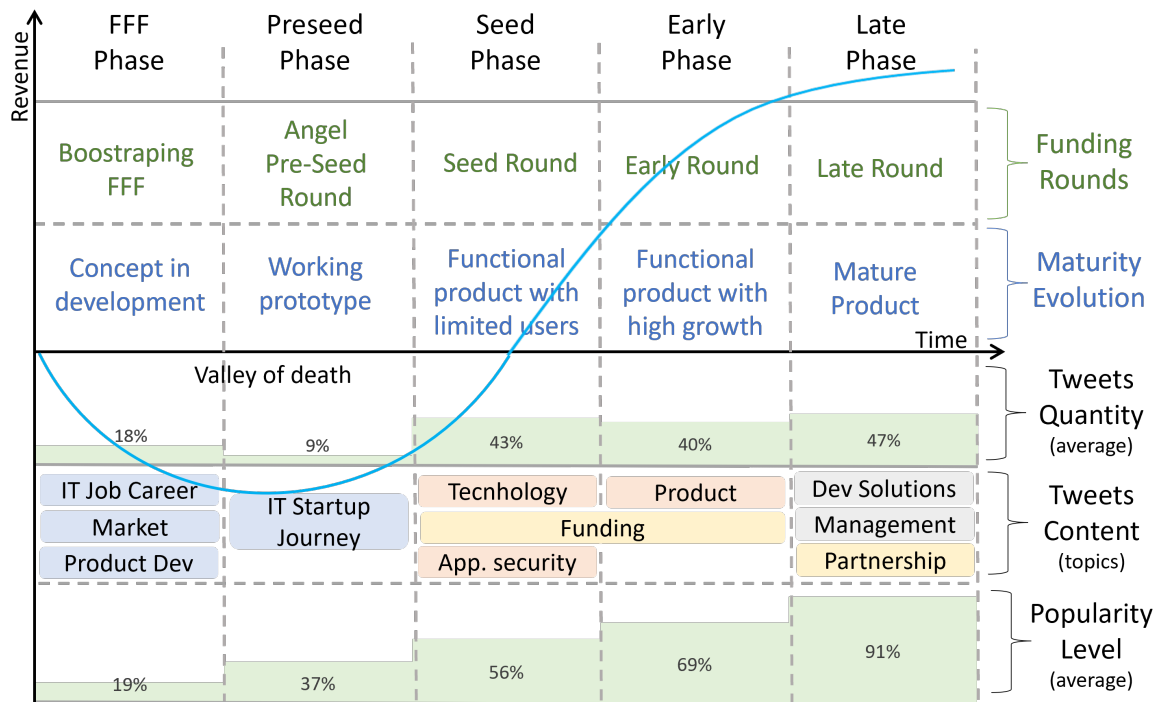 Revenue
FFF
Phase
Preseed
Phase
Seed
Phase
Early
Phase
Late
Phase
Boostraping
FFF
Angel
Pre-Seed
Round
Seed Round
Early Round
Late Round
Funding
Rounds
Concept in
development
Working
prototype
Functional
product with
limited users
Functional
product with
high growth
Mature
Product
Maturity
Evolution
Time
Valley of death
18%
9%
43%
40%
47%
Tweets
Quantity
(average)
IT Job Career
Market
Product Dev
IT Startup
Journey
Tecnhology
Product
Funding
App. security
Dev Solutions
Management
Partnership
Tweets
Content
(topics)
19%
37%
56%
69%
91%
Popularity
Level
(average)